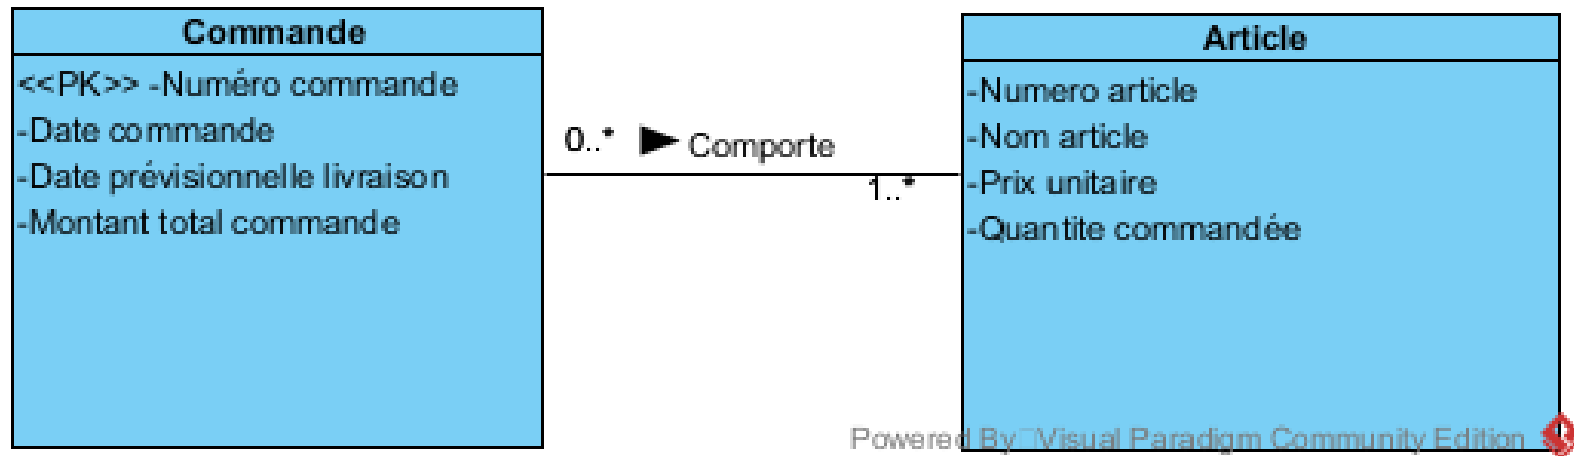 Commande
<<PK>> -Numéro commande
-Date commande
-Date prévisionnelle livraison
-Montant total commande
0..*
Comporte
1..*
Article
-Numero article
-Nom article
-Prix unitaire
-Quantite commandée
Powered By Visual Paradigm Community Edition